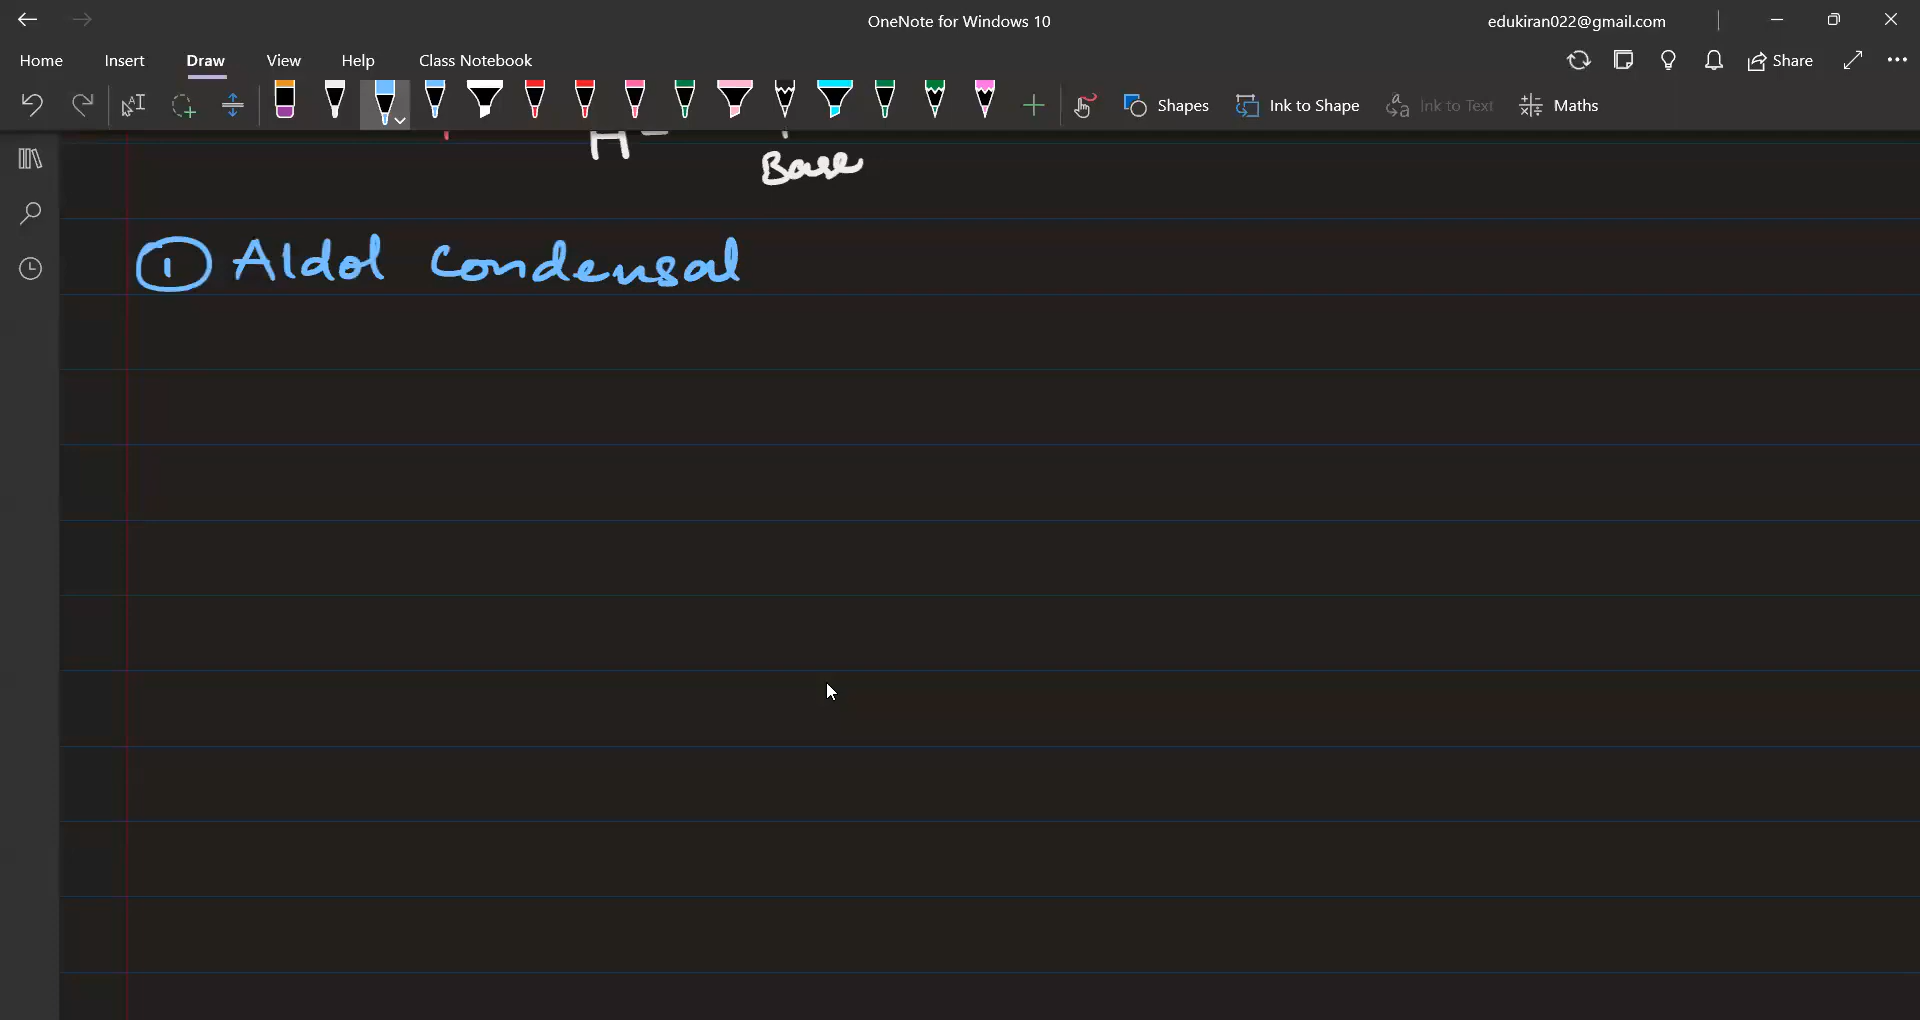 OneNote for Windows 10
edukiran022@gmail.com
Home Insert Draw View Help Class Notebook Share
Shapes Ink to Shape Ink to Text Maths
H
Base
① Aldol Condensal